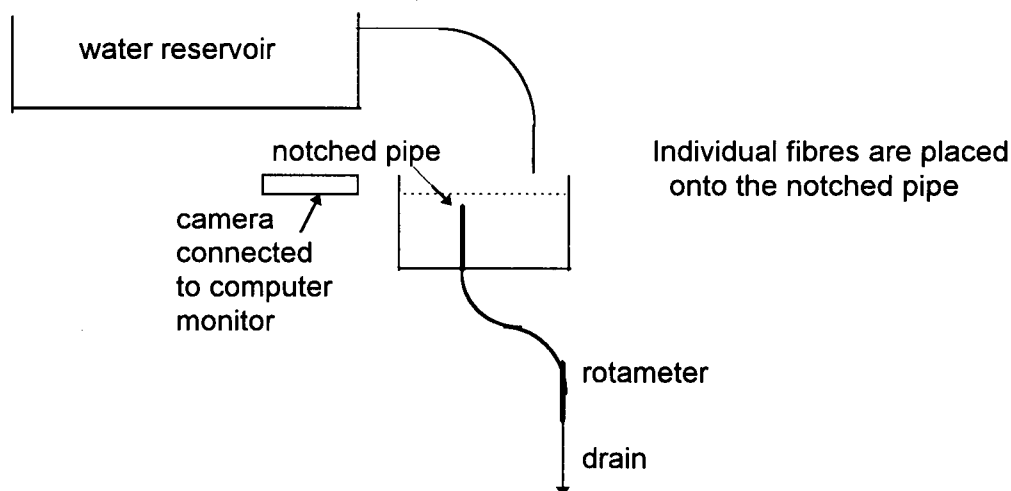 water reservoir
notched pipe
Individual fibres are placed
onto the notched pipe
camera
connected
to computer
monitor
rotameter
drain